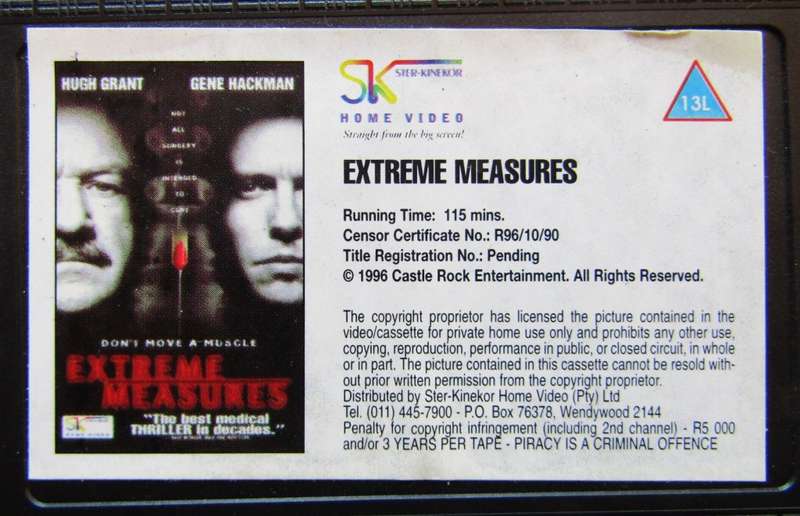 HUGH GRANT GENE HACKMAN
NOT
ALL
SURGERY
IS
INTENDED
TO
CURE
DON'T MOVE A MUSCLE
EXTREME
MEASURES
"The best medical
THRILLER in decades."
STER-KINEKOR
HOME VIDEO
Straight from the big screen!
13L
EXTREME MEASURES
Running Time: 115 mins.
Censor Certificate No.: R96/10/90
Title Registration No.: Pending
© 1996 Castle Rock Entertainment. All Rights Reserved.
The copyright proprietor has licensed the picture contained in the
video/cassette for private home use only and prohibits any other use,
copying, reproduction, performance in public, or closed circuit, in whole
or in part. The picture contained in this cassette cannot be resold with-
out prior written permission from the copyright proprietor.
Distributed by Ster-Kinekor Home Video (Pty) Ltd
Tel. (011) 445-7900 - P.O. Box 76378, Wendywood 2144
Penalty for copyright infringement (including 2nd channel) - R5 000
and/or 3 YEARS PER TAPE - PIRACY IS A CRIMINAL OFFENCE